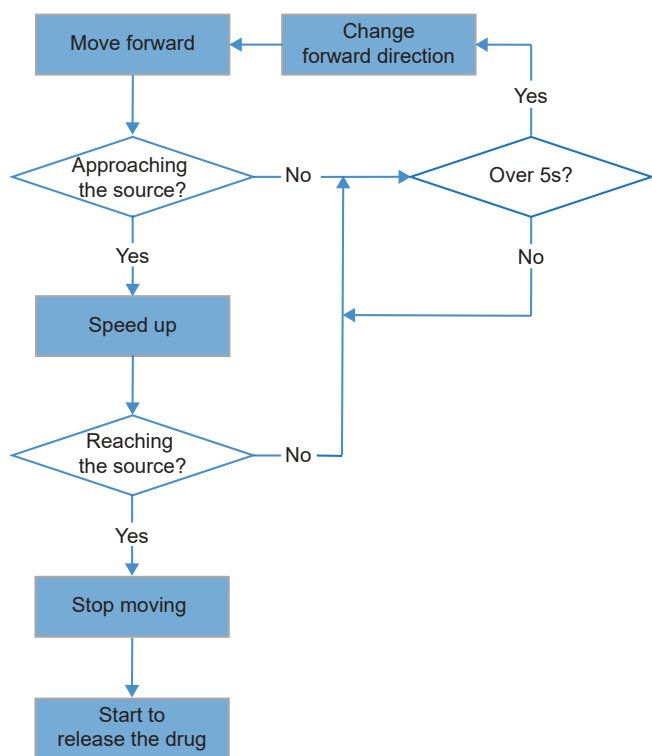 Move forward
Change
forward direction
Yes
Approaching
the source?
No
Over 5s?
Yes
No
Speed up
Reaching
the source?
No
Yes
Stop moving
Start to
release the drug